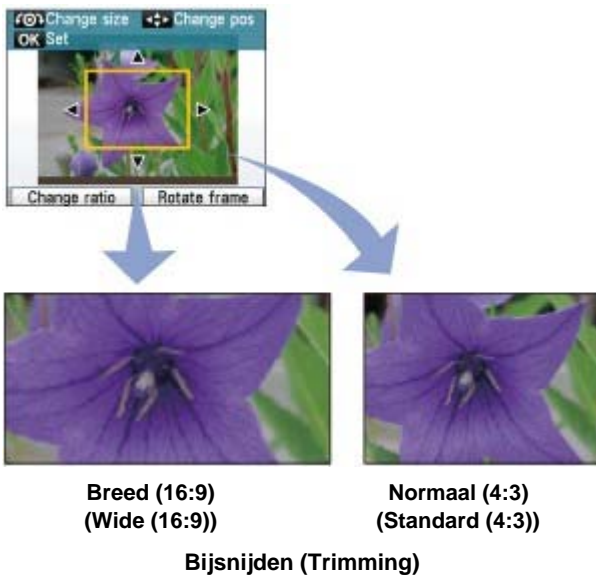 Change size Change pos
OK Set
Change ratio Rotate frame
Breed (16:9) Normaal (4:3)
(Wide (16:9)) (Standard (4:3))
Bijsnijden (Trimming)